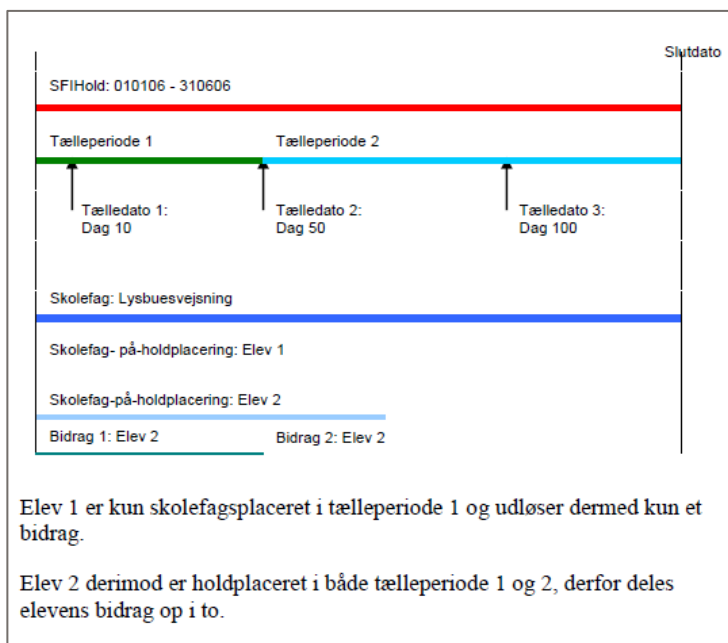 Slutdato
SFIHold: 010106 - 310606
Tælleperiode 1
Tælleperiode 2
Tælledato 1:
Dag 10
Tælledato 2:
Dag 50
Tælledato 3:
Dag 100
Skolefag: Lysbuesvejsning
Skolefag- på-holdplacering: Elev 1
Skolefag-på-holdplacering: Elev 2
Bidrag 1: Elev 2
Bidrag 2: Elev 2
Elev 1 er kun skolefagsplaceret i tælleperiode 1 og udløser dermed kun et
bidrag.
Elev 2 derimod er holdplaceret i både tælleperiode 1 og 2, derfor deles
elevens bidrag op i to.